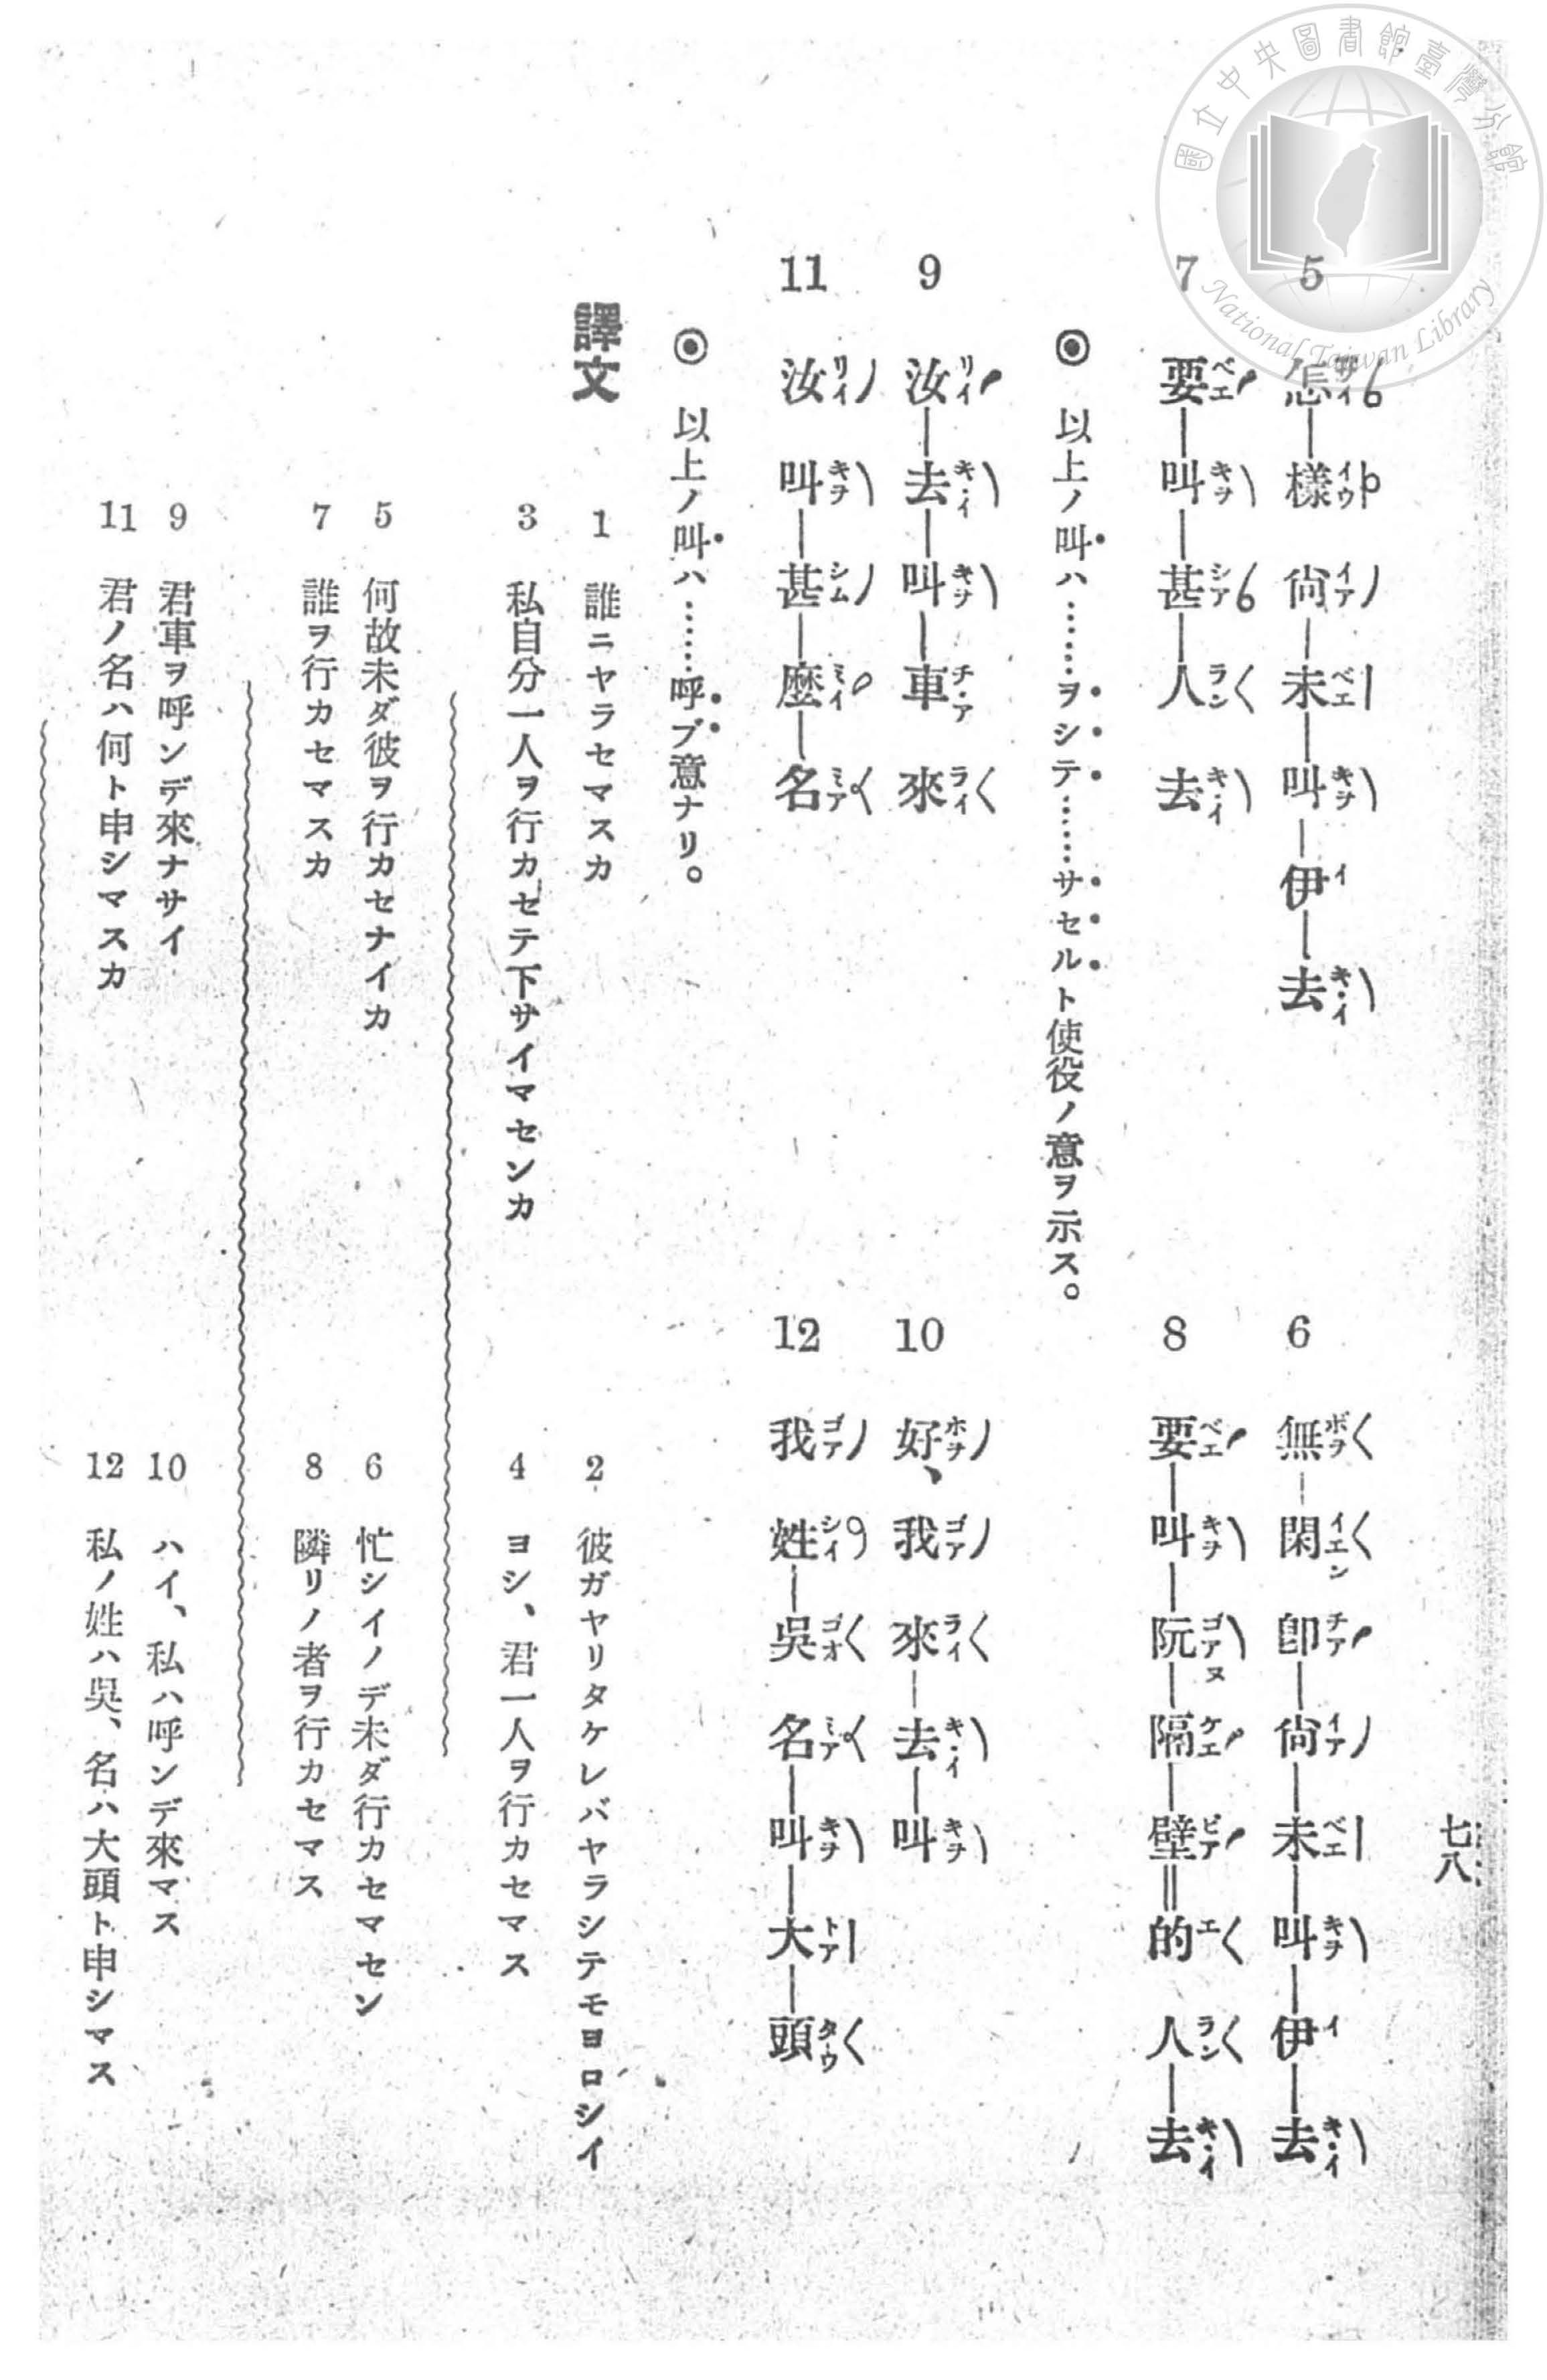 七八
5 怎樣尙未叫伊去
6 無閑卽尙未叫伊去
7 要叫甚人去
8 要叫阮隔壁的人去
◉ 以上ノ叫ハ……ヲシテ……サセルト使役ノ意ヲ示ス。
9 汝去叫車來
10 好、我來去叫
11 汝叫甚麼名
12 我姓吳名叫大頭
◉ 以上ノ叫ハ……呼ブ意ナリ。
譯文
1 誰ニヤラセマスカ
2 彼ガヤリタケレバヤラシテモヨロシイ
3 私自分一人ヲ行カセテ下サイマセンカ
4 ヨシ、君一人ヲ行カセマス
5 何故未ダ彼ヲ行カセナイカ
6 忙シイノデ未ダ行カセマセン
7 誰ヲ行カセマスカ
8 隣リノ者ヲ行カセマス
9 君車ヲ呼ンデ來ナサイ
10 ハイ、私ハ呼ンデ來マス
11 君ノ名ハ何ト申シマスカ
12 私ノ姓ハ吳、名ハ大頭ト申シマス
國立中央圖書館臺灣分館
National Taiwan Library